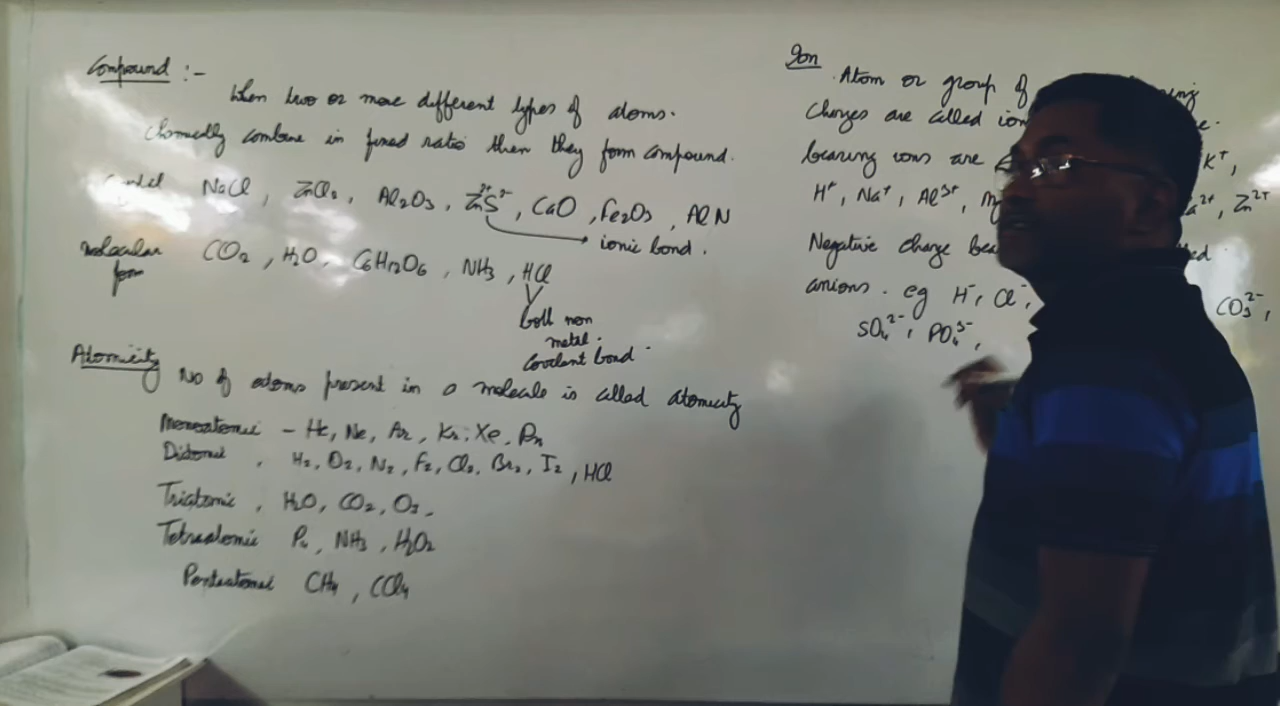 Compound :-
When two or more different types of atoms.
chemically combine in fixed ratio then they form compound.
NaCl, ZnCl₂, Al₂O₃, Zn²⁺S²⁻, CaO, Fe₂O₃, AlN
ionic bond.
molecular form CO₂, H₂O, C₆H₁₂O₆, NH₃, HCl
both non
metal.
covalent bond.
Atomicity
No of atoms present in a molecule is called atomicity
Monoatomic - He, Ne, Ar, Kr, Xe, Rn
Diatomic, H₂, O₂, N₂, F₂, Cl₂, Br₂, I₂, HCl
Triatomic, H₂O, CO₂, O₃,
Tetraatomic P₄, NH₃, H₂O₂
Pentaatomic CH₄, CCl₄
Ion
Atom or group of
Charges are called
bearing ions are K⁺,
H⁺, Na⁺, Al³⁺, Zn²⁺
Negative charge
anions. eg H⁻, Cl⁻, CO₃²⁻,
SO₄²⁻, PO₄³⁻,